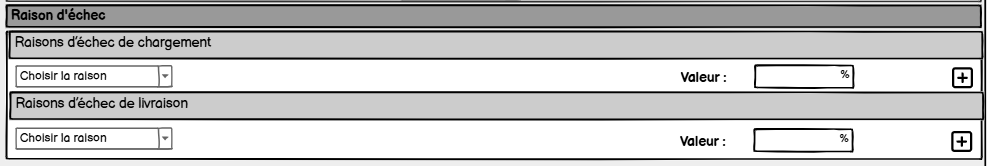 Raison d'échec
Raisons d'échec de chargement
Choisir la raison Valeur : % +
Raisons d'échec de livraison
Choisir la raison Valeur : % +